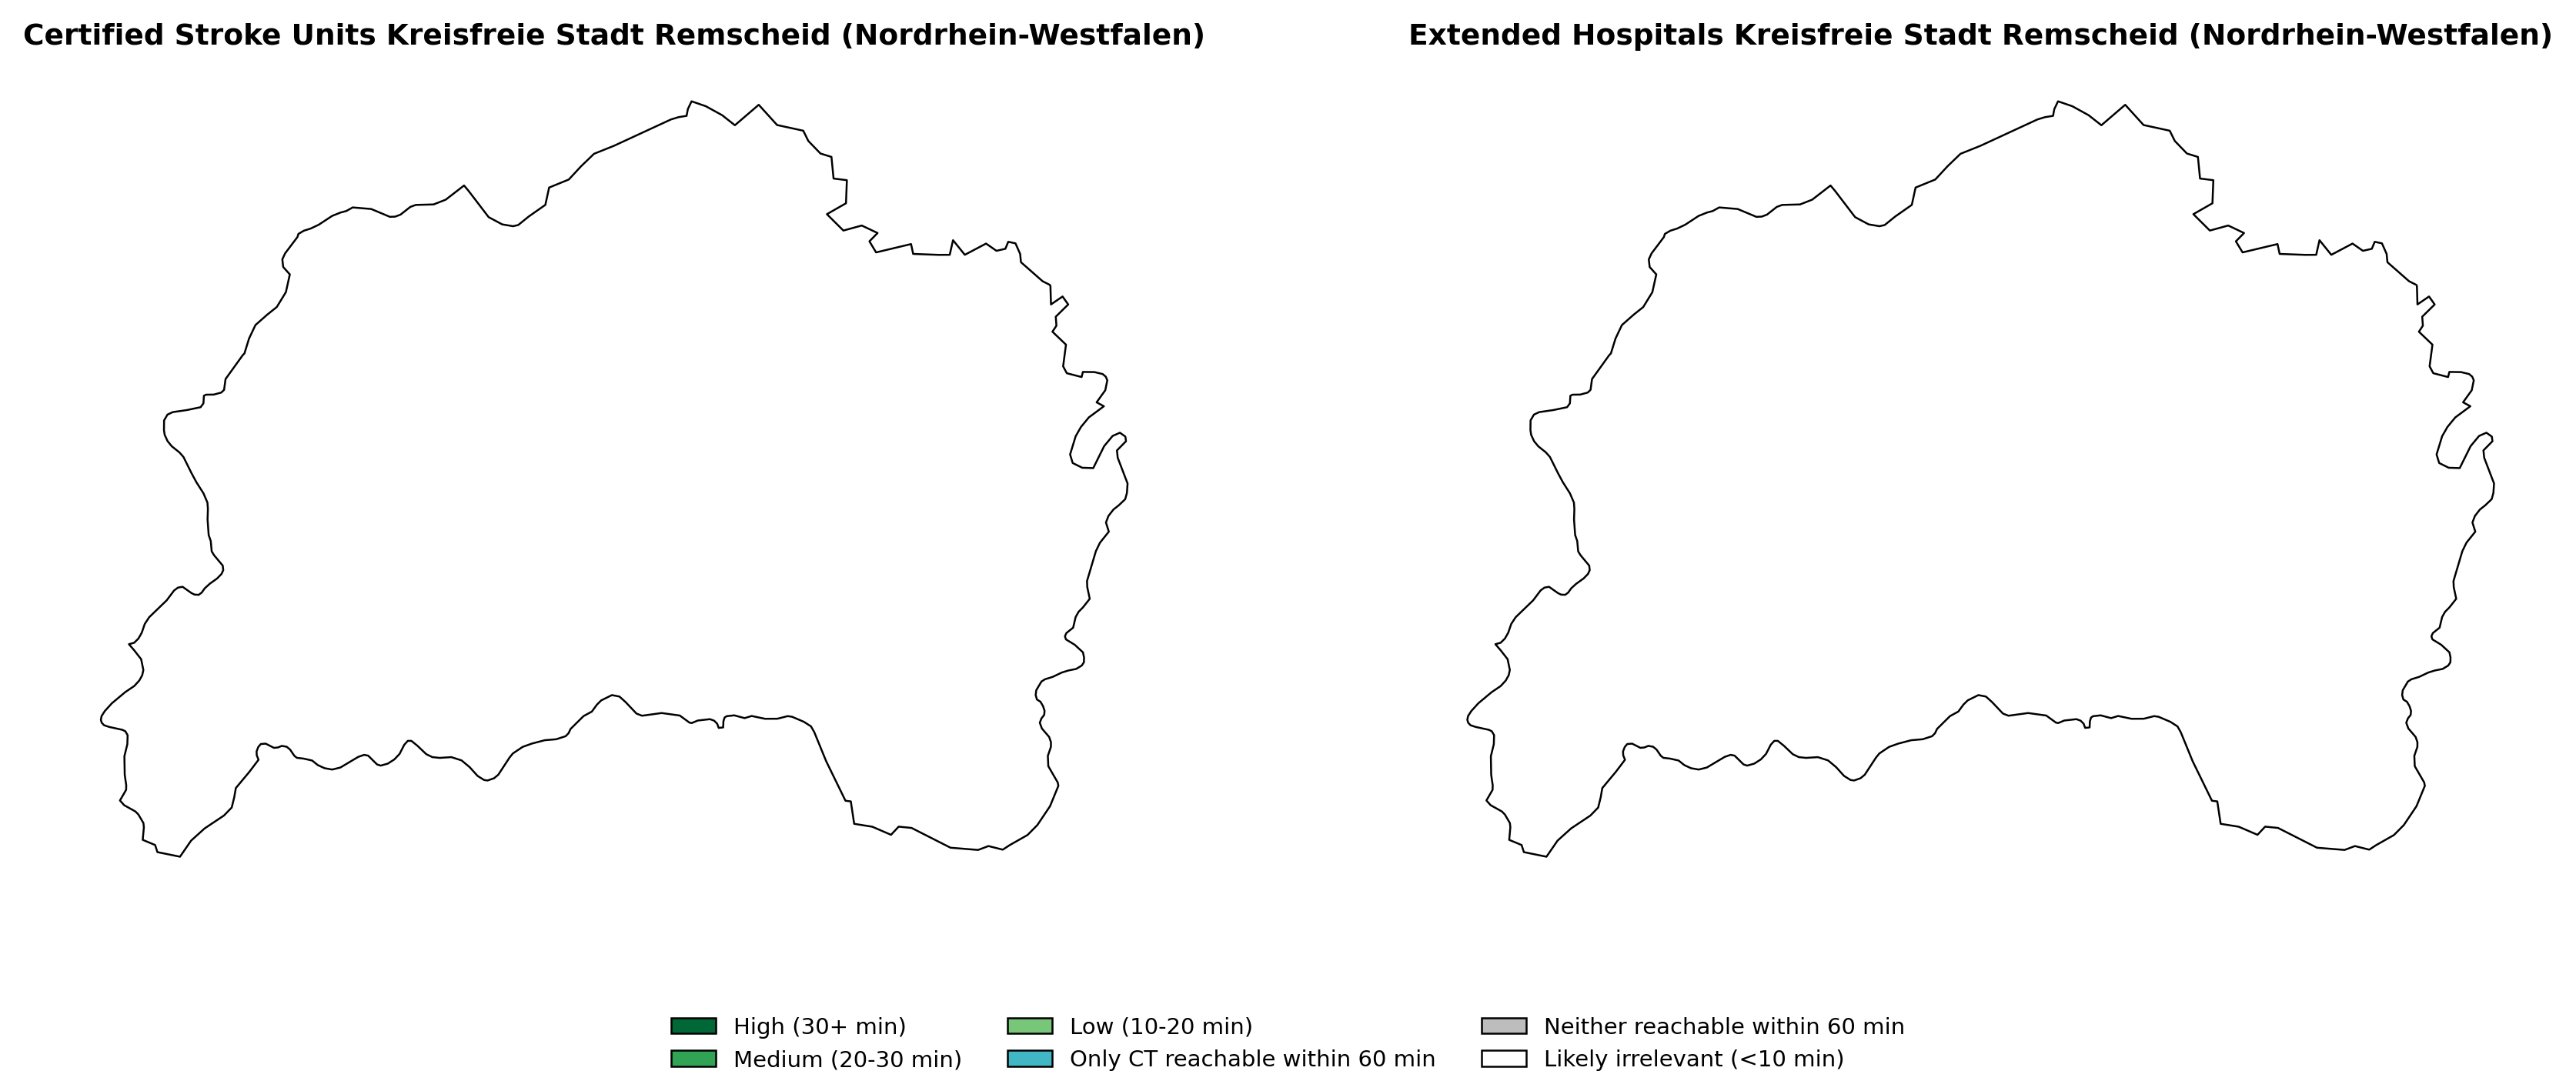 Certified Stroke Units Kreisfreie Stadt Remscheid (Nordrhein-Westfalen)
Extended Hospitals Kreisfreie Stadt Remscheid (Nordrhein-Westfalen)
High (30+ min)
Medium (20-30 min)
Low (10-20 min)
Only CT reachable within 60 min
Neither reachable within 60 min
Likely irrelevant (<10 min)